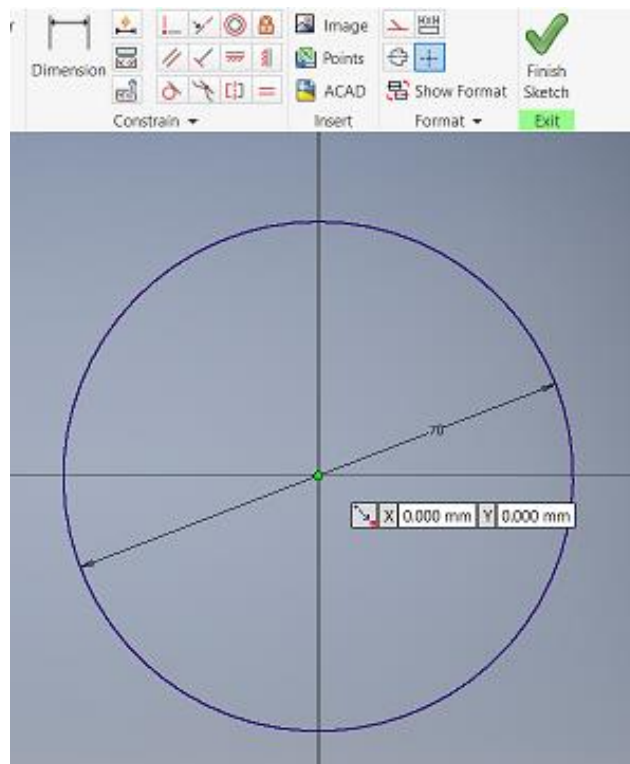 Image
Dimension
Points
Finish
Sketch
ACAD
Show Format
Constrain
Insert
Format
Exit
70
X 0.000 mm Y 0.000 mm